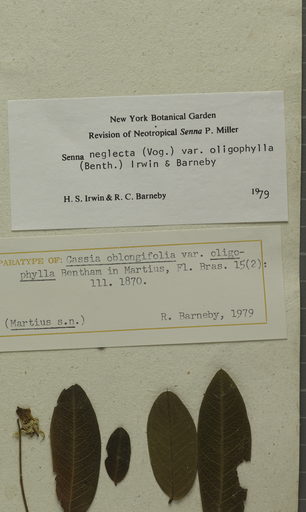 New York Botanical Garden
Revision of Neotropical Senna P. Miller
Senna neglecta (Vog.) var. oligophylla
(Benth.) Irwin & Barneby
H. S. Irwin & R. C. Barneby 1979
PARATYPE OF: Cassia oblongifolia var. oligo-
phylla Bentham in Martius, Fl. Bras. 15(2):
111. 1870.
(Martius s.n.) R. Barneby, 1979